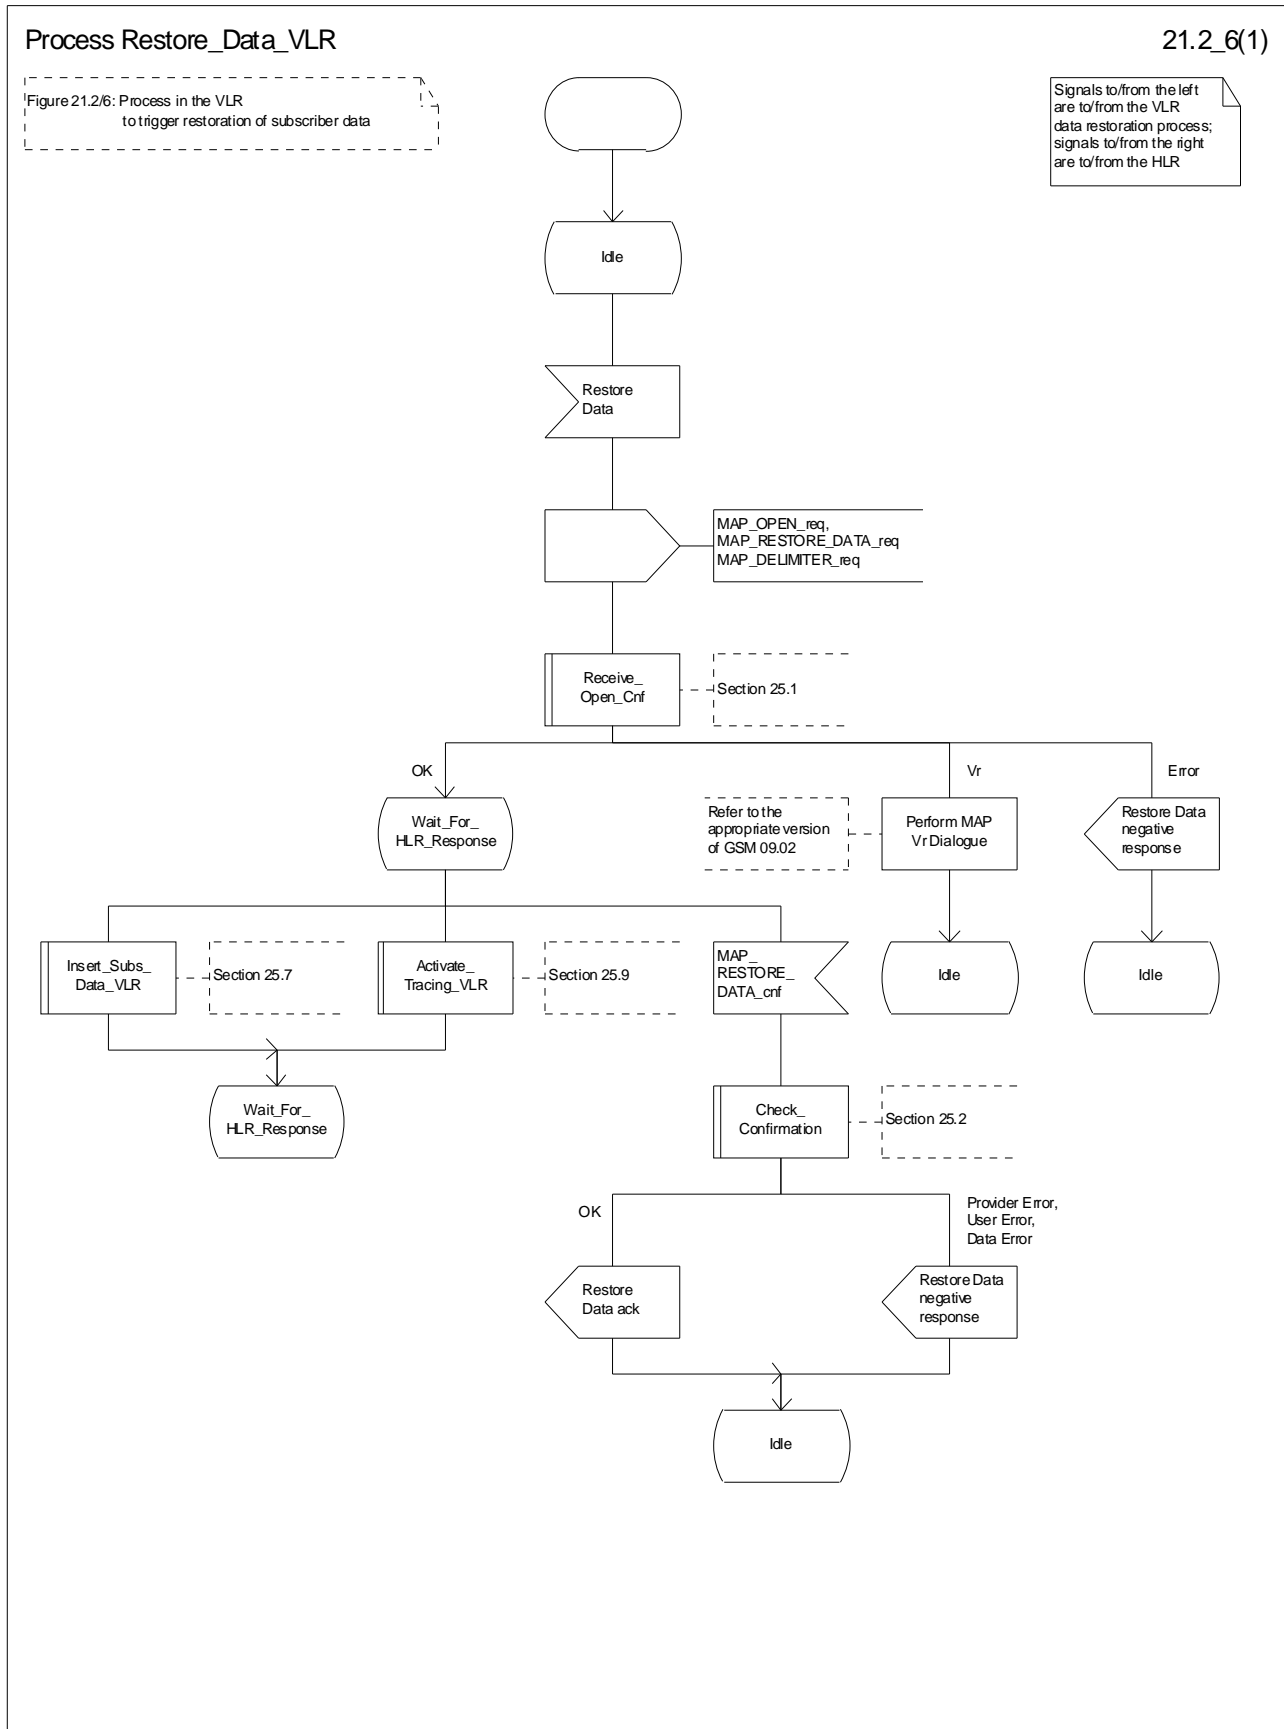 Process Restore_Data_VLR
21.2_6(1)
Figure 21.2/6: Process in the VLR
to trigger restoration of subscriber data
Signals to/from the left
are to/from the VLR
data restoration process;
signals to/from the right
are to/from the HLR
Idle
Restore
Data
MAP_OPEN_req,
MAP_RESTORE_DATA_req
MAP_DELIMITER_req
Receive_
Open_Cnf
Section 25.1
OK
Vr
Error
Wait_For_
HLR_Response
Refer to the
appropriate version
of GSM 09.02
Perform MAP
Vr Dialogue
Restore Data
negative
response
Insert_Subs_
Data_VLR
Section 25.7
Activate_
Tracing_VLR
Section 25.9
MAP_
RESTORE_
DATA_cnf
Idle
Idle
Wait_For_
HLR_Response
Check_
Confirmation
Section 25.2
OK
Provider Error,
User Error,
Data Error
Restore
Data ack
Restore Data
negative
response
Idle